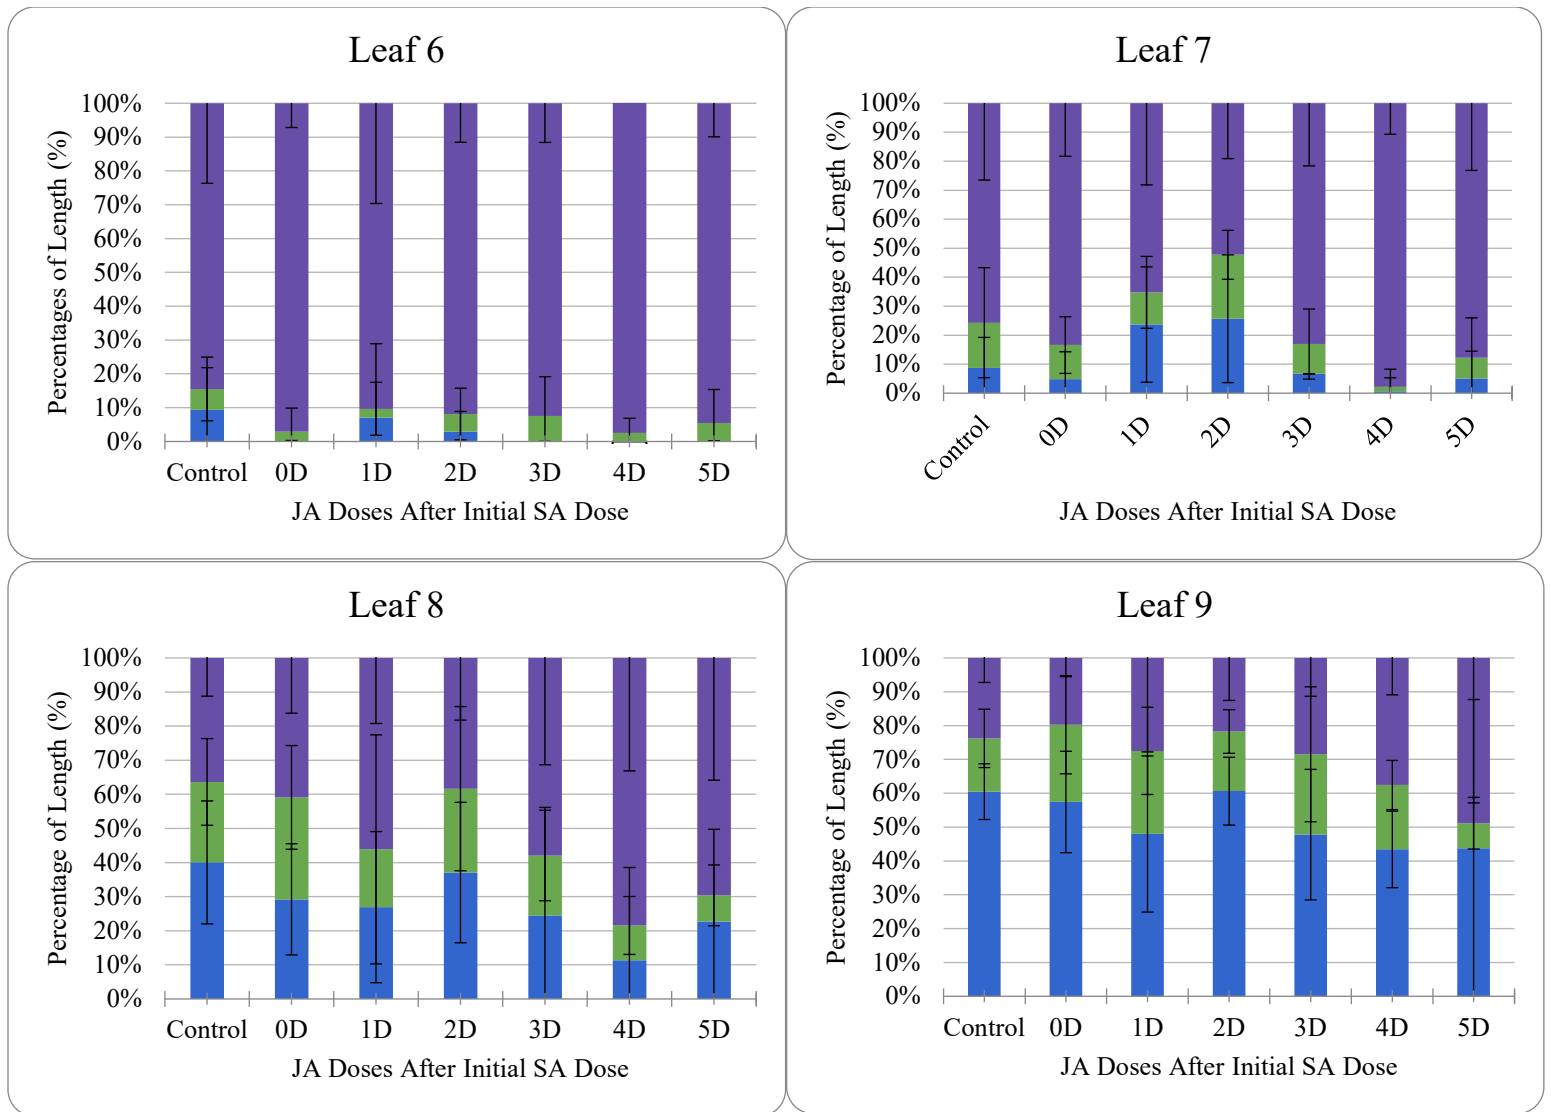 Leaf 6
Percentages of Length (%)
100%
90%
80%
70%
60%
50%
40%
30%
20%
10%
0%
Control 0D 1D 2D 3D 4D 5D
JA Doses After Initial SA Dose
Leaf 7
Percentage of Length (%)
100%
90%
80%
70%
60%
50%
40%
30%
20%
10%
0%
Control 0D 1D 2D 3D 4D 5D
JA Doses After Initial SA Dose
Leaf 8
Percentage of Length (%)
100%
90%
80%
70%
60%
50%
40%
30%
20%
10%
0%
Control 0D 1D 2D 3D 4D 5D
JA Doses After Initial SA Dose
Leaf 9
Percentage of Length (%)
100%
90%
80%
70%
60%
50%
40%
30%
20%
10%
0%
Control 0D 1D 2D 3D 4D 5D
JA Doses After Initial SA Dose